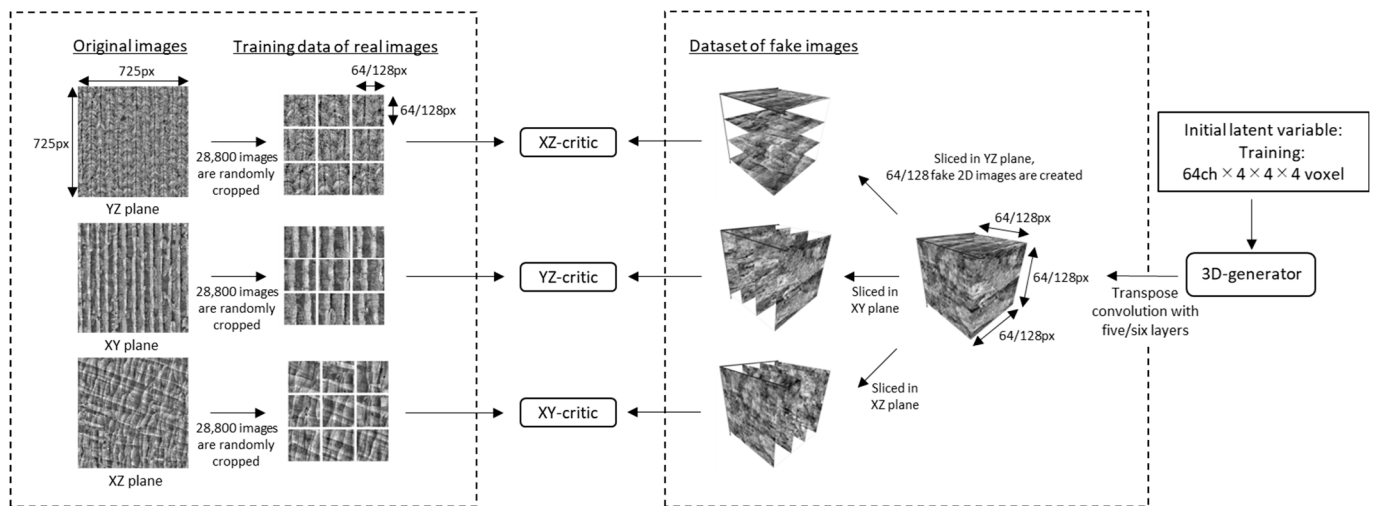 Original images
Training data of real images
725px
725px
64/128px
64/128px
28,800 images
are randomly
cropped
YZ plane
28,800 images
are randomly
cropped
XY plane
28,800 images
are randomly
cropped
XZ plane
XZ-critic
YZ-critic
XY-critic
Dataset of fake images
Sliced in YZ plane,
64/128 fake 2D images are created
Sliced in
XY plane
Sliced in
XZ plane
64/128px
64/128px
64/128px
Transpose
convolution with
five/six layers
Initial latent variable:
Training:
64ch × 4 × 4 × 4 voxel
3D-generator